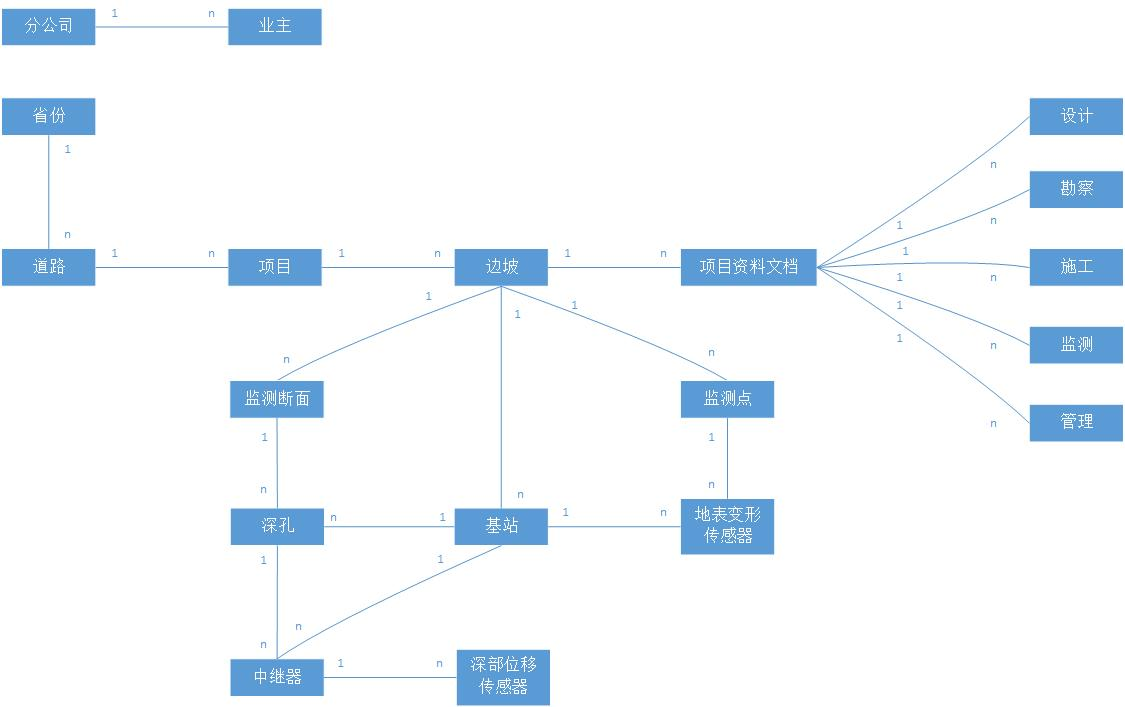 分公司
1
n
业主
省份
1
n
道路
1
n
项目
1
n
边坡
1
n
项目资料文档
1
1
1
1
1
n
n
n
n
n
设计
勘察
施工
监测
管理
1
n
1
n
1
n
监测断面
监测点
1
n
1
n
深孔
n
1
基站
1
n
地表变形
传感器
1
n
1
n
中继器
1
n
深部位移
传感器